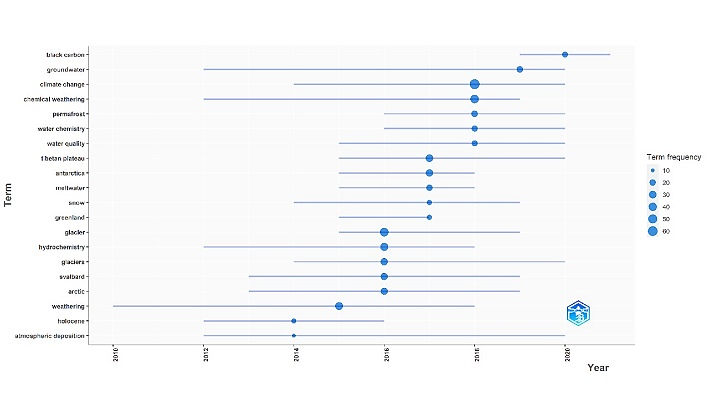 black carbon
groundwater
climate change
chemical weathering
permafrost
water chemistry
water quality
tibetan plateau
antarctica
meltwater
snow
greenland
glacier
hydrochemistry
glaciers
svalbard
arctic
weathering
holocene
atmospheric deposition
Term
2010
2012
2014
2016
2018
2020
Year
Term frequency
10
20
30
40
50
60